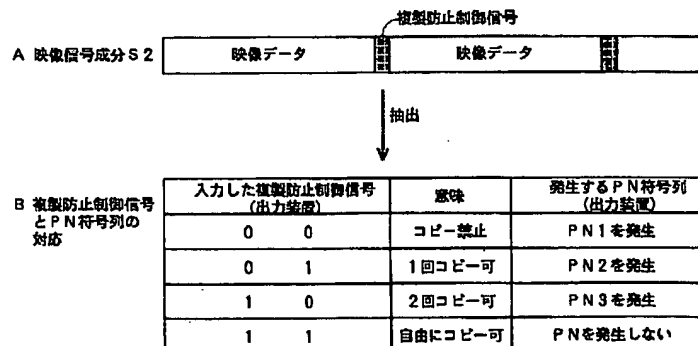 複製防止制御信号
A 映像信号成分S2
映像データ
映像データ
抽出
B 複製防止制御信号
とPN符号列の
対応
入力した複製防止制御信号
(出力装置)
意味
発生するPN符号列
(出力装置)
0 0
コピー禁止
PN1を発生
0 1
1回コピー可
PN2を発生
1 0
2回コピー可
PN3を発生
1 1
自由にコピー可
PNを発生しない